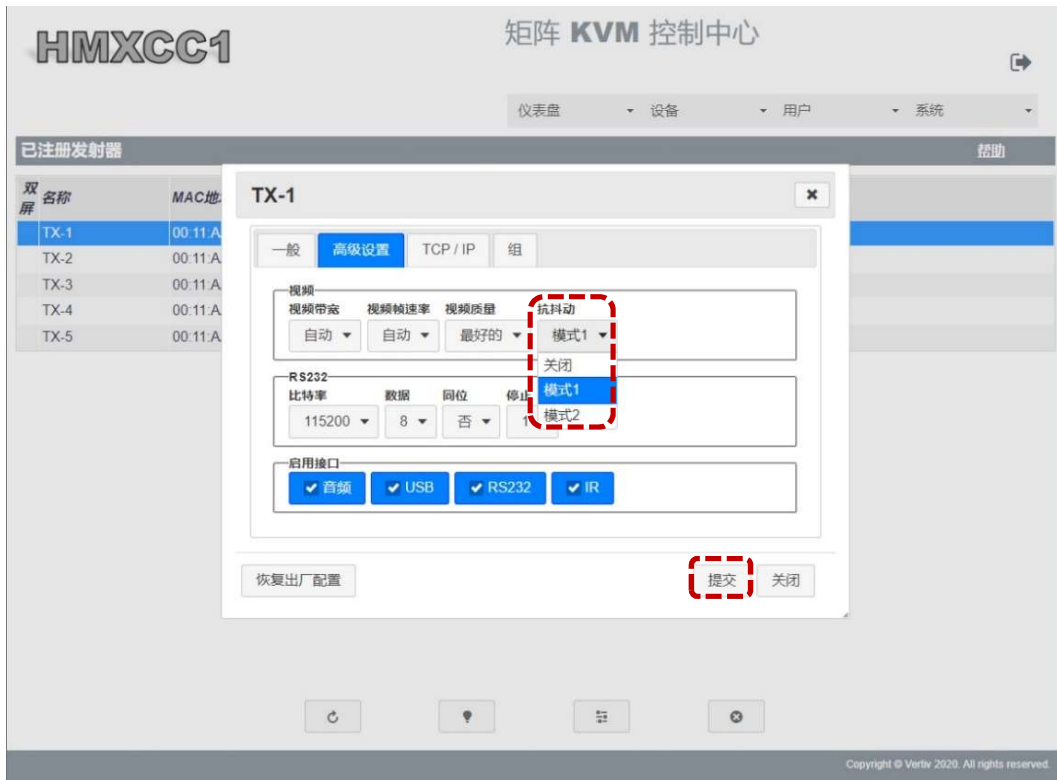 HMXCC1
矩阵 KVM 控制中心
仪表盘 设备 用户 系统
已注册发射器 帮助
双屏 名称 MAC地
TX-1 00:11:A
TX-2 00:11:A
TX-3 00:11:A
TX-4 00:11:A
TX-5 00:11:A
TX-1
一般 高级设置 TCP / IP 组
视频
视频带宽 视频帧速率 视频质量 抗抖动
自动 自动 最好的 模式1
关闭
模式1
模式2
RS232
比特率 数据 同位 停止
115200 8 否 1
启用接口
音频 USB RS232 IR
恢复出厂配置 提交 关闭
Copyright © Vertiv 2020. All rights reserved.